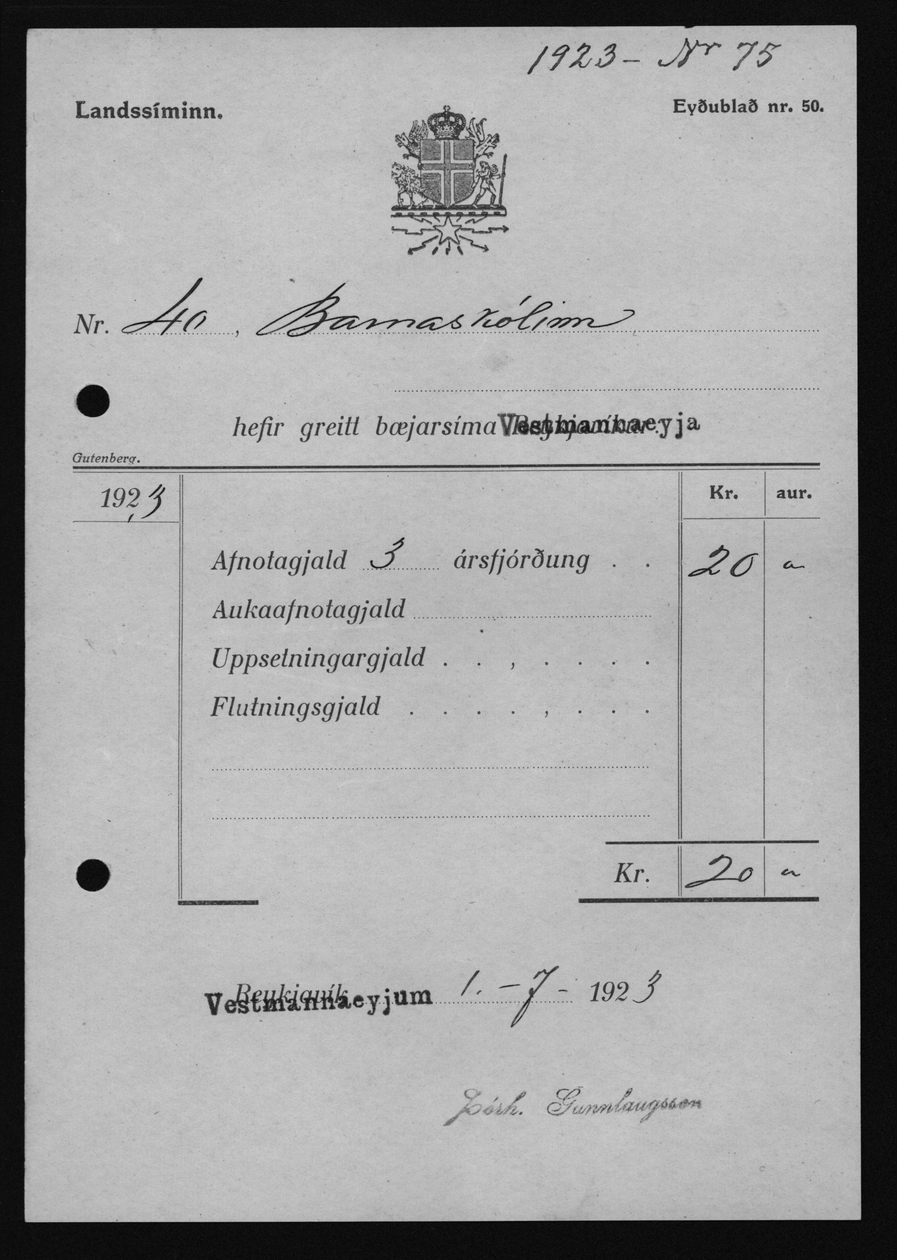 1923 - Nr 75
Landssíminn.
Eyðublað nr. 50.
Nr. 40, Barnaskólinn
hefir greitt bæjarsíma Vestmannaeyja
Gutenberg.
1923
Kr. aur.
Afnotagjald 3 ársfjórðung . . 20 "
Aukaafnotagjald
Uppsetningargjald . . . . . . .
Flutningsgjald . . . . . . . .
Kr. 20 "
Reykjavík
Vestmannaeyjum 1. - 7 - 1923
Þórh. Gunnlaugsson